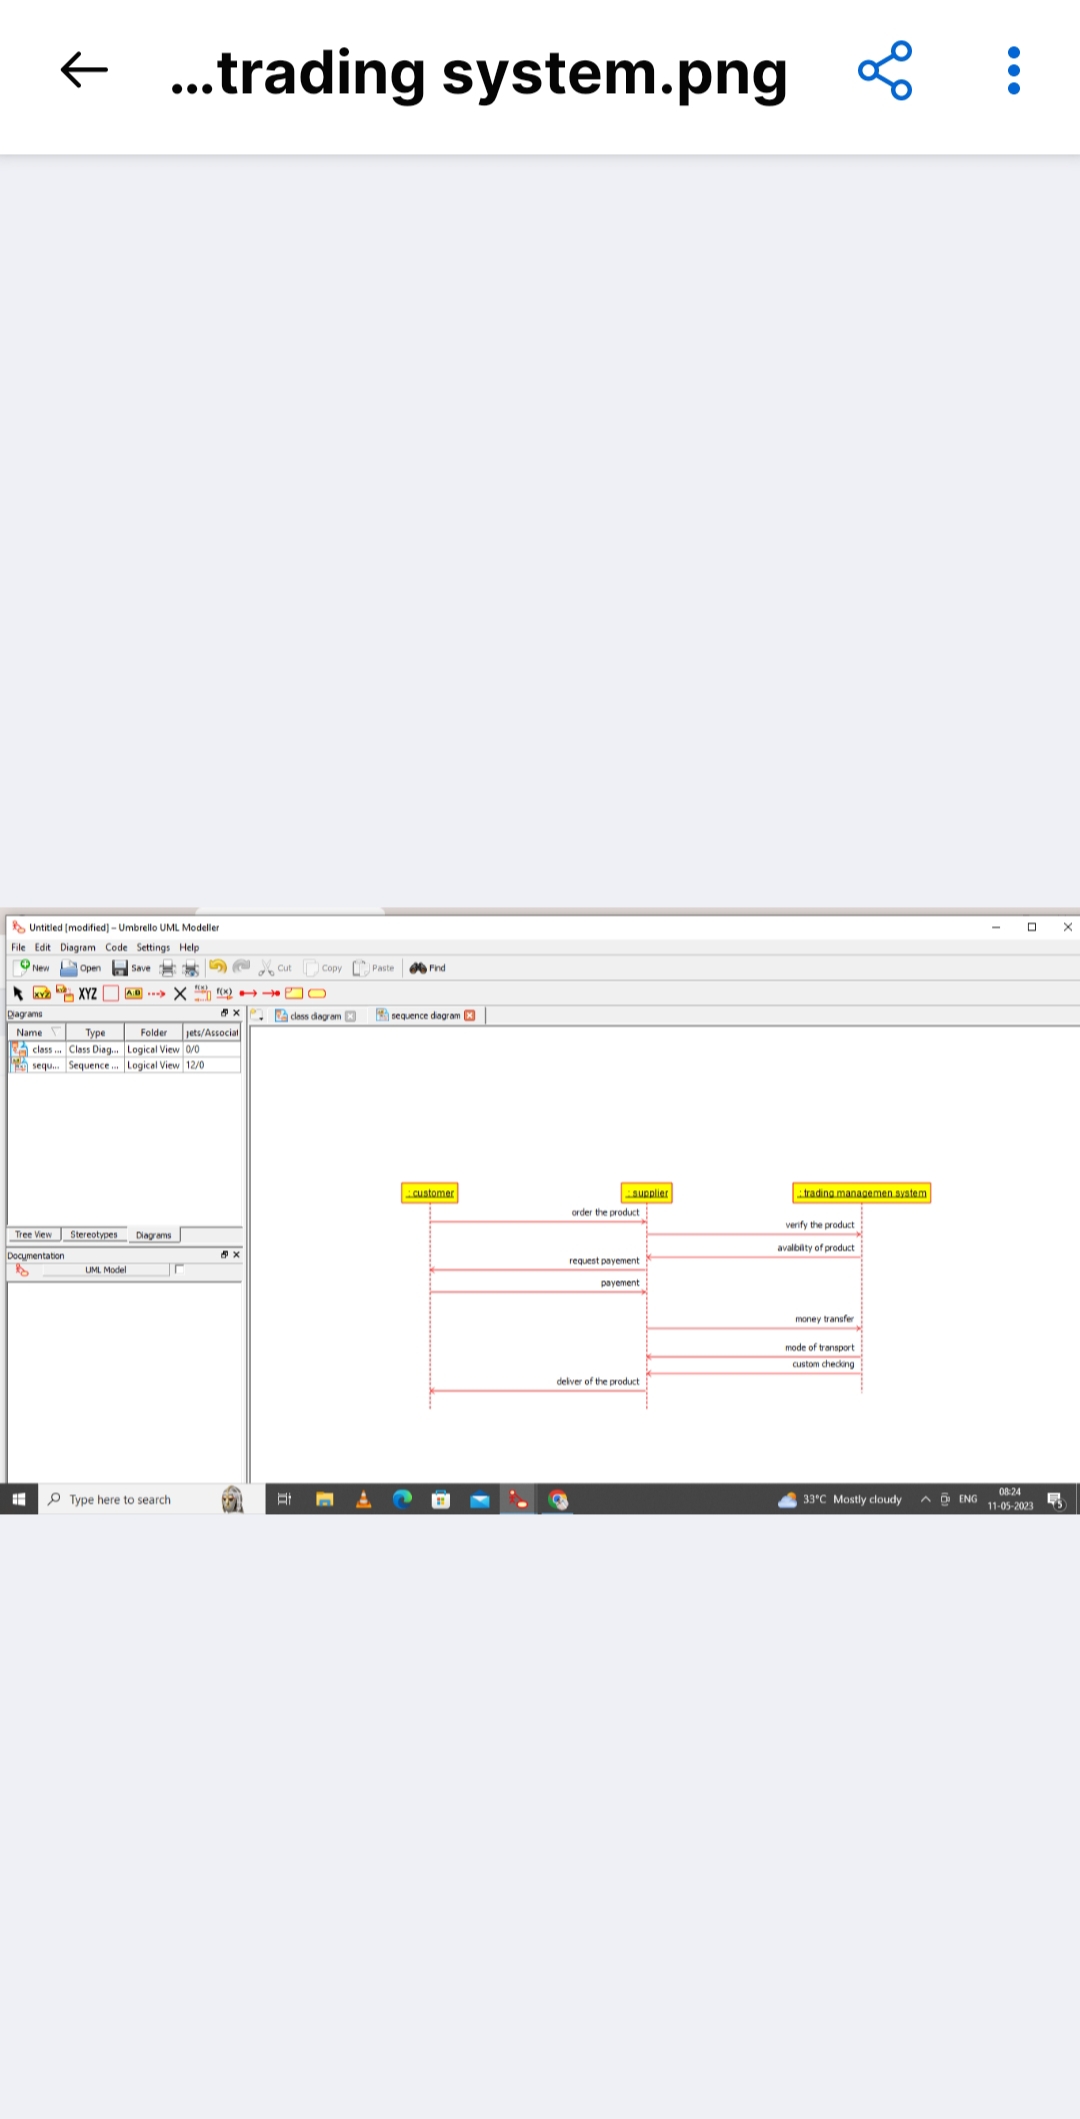 ...trading system.png
Untitled [modified] – Umbrello UML Modeller
File Edit Diagram Code Settings Help
New Open Save Cut Copy Paste Find
XYZ XYZ A:B f(x) f(x)
Diagrams
class diagram sequence diagram
Name Type Folder jets/Associat
class ... Class Diag... Logical View 0/0
sequ... Sequence ... Logical View 12/0
: customer : supplier : trading managemen system
order the product
verify the product
avalbility of product
request payement
payement
money transfer
mode of transport
custom checking
delver of the product
Tree View Stereotypes Diagrams
Documentation
UML Model
Type here to search
33°C Mostly cloudy ENG 08:24
11-05-2023
5